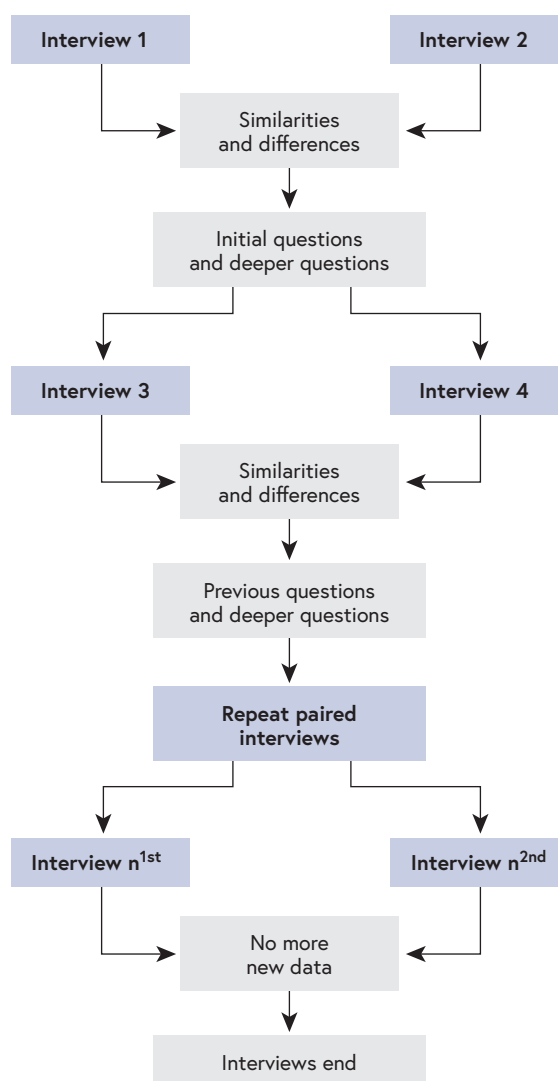 Interview 1
Interview 2
Similarities
and differences
Initial questions
and deeper questions
Interview 3
Interview 4
Similarities
and differences
Previous questions
and deeper questions
Repeat paired
interviews
Interview n1st
Interview n2nd
No more
new data
Interviews end